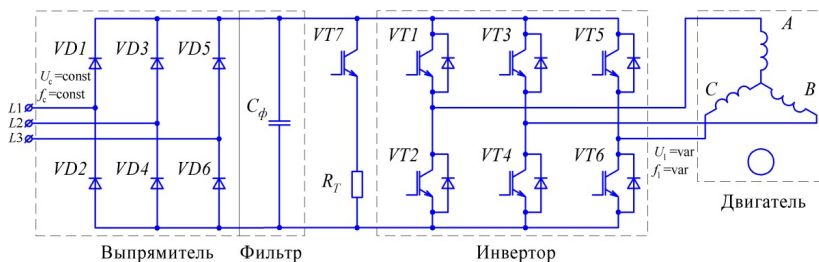 VD1 VD3 VD5 VT7 VT1 VT3 VT5 A
Uc=const
fc=const
L1
L2
L3
Cф
C B
VD2 VD4 VD6 RT VT2 VT4 VT6
U1=var
f1=var
Выпрямитель Фильтр Инвертор Двигатель